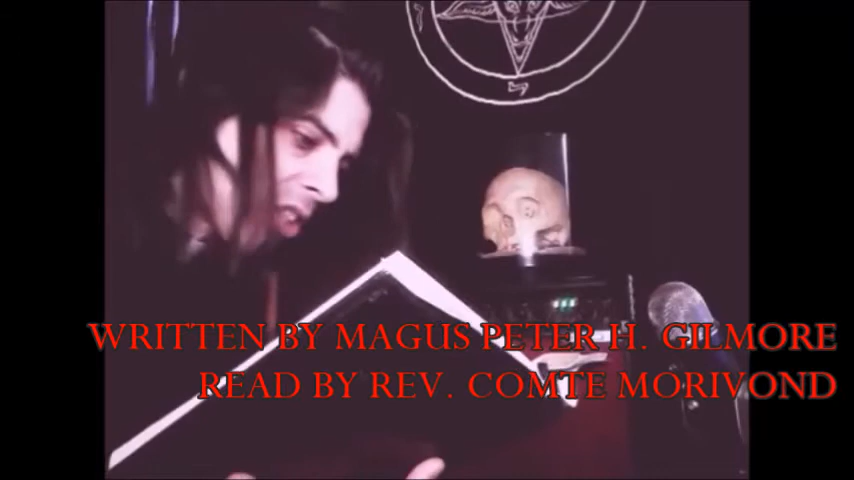 WRITTEN BY MAGUS PETER H. GILMORE
READ BY REV. COMTE MORIVOND